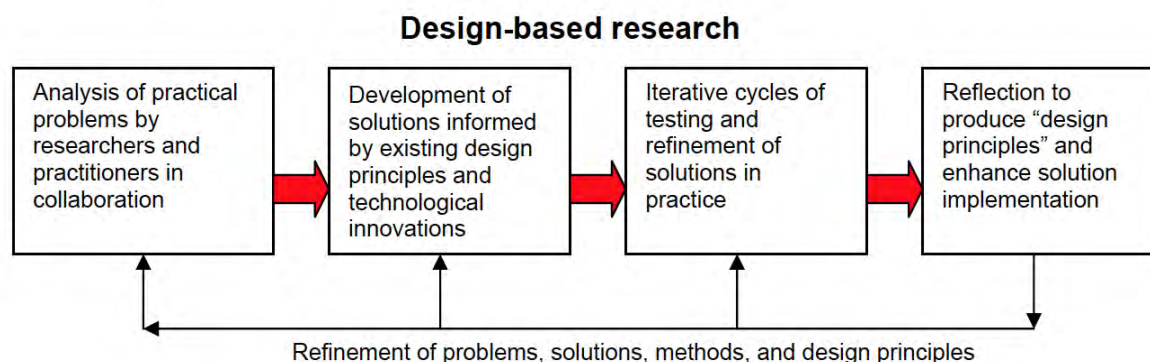 Design-based research
Analysis of practical
problems by
researchers and
practitioners in
collaboration
Development of
solutions informed
by existing design
principles and
technological
innovations
Iterative cycles of
testing and
refinement of
solutions in
practice
Reflection to
produce “design
principles” and
enhance solution
implementation
Refinement of problems, solutions, methods, and design principles